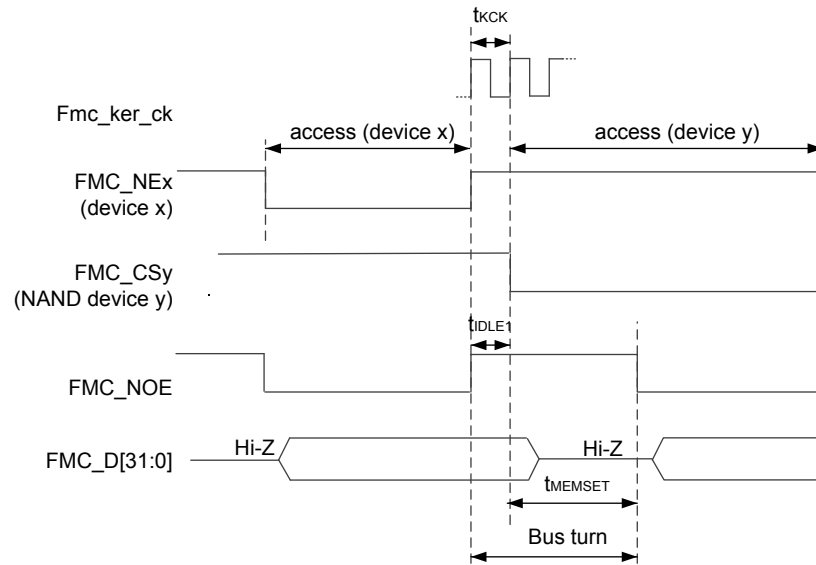 tKCK
Fmc_ker_ck
access (device x)
access (device y)
FMC_NEx
(device x)
FMC_CSy
(NAND device y)
tIDLE1
FMC_NOE
Hi-Z
Hi-Z
FMC_D[31:0]
tMEMSET
Bus turn